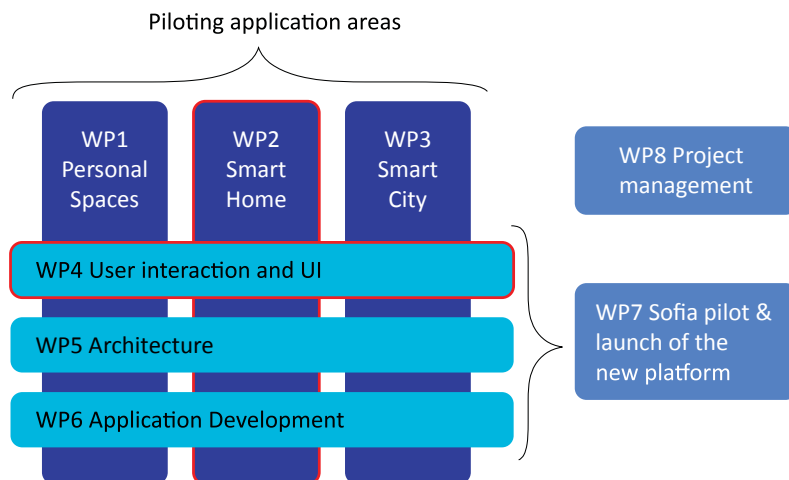 Piloting application areas
WP1
Personal
Spaces
WP2
Smart
Home
WP3
Smart
City
WP8 Project
management
WP4 User interaction and UI
WP5 Architecture
WP6 Application Development
WP7 Sofia pilot &
launch of the
new platform